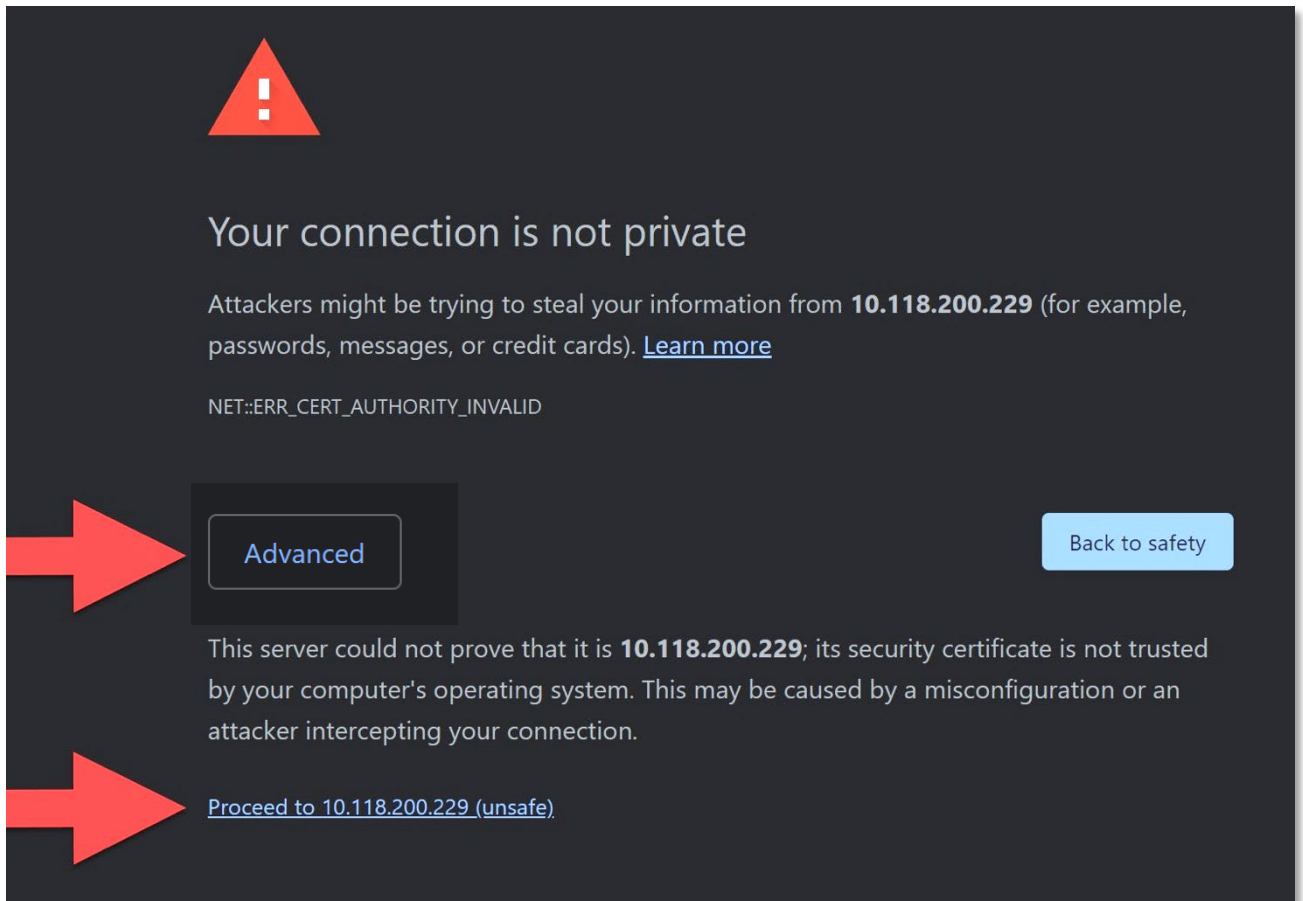 Your connection is not private
Attackers might be trying to steal your information from 10.118.200.229 (for example,
passwords, messages, or credit cards). Learn more
NET::ERR_CERT_AUTHORITY_INVALID
Advanced
Back to safety
This server could not prove that it is 10.118.200.229; its security certificate is not trusted
by your computer's operating system. This may be caused by a misconfiguration or an
attacker intercepting your connection.
Proceed to 10.118.200.229 (unsafe)